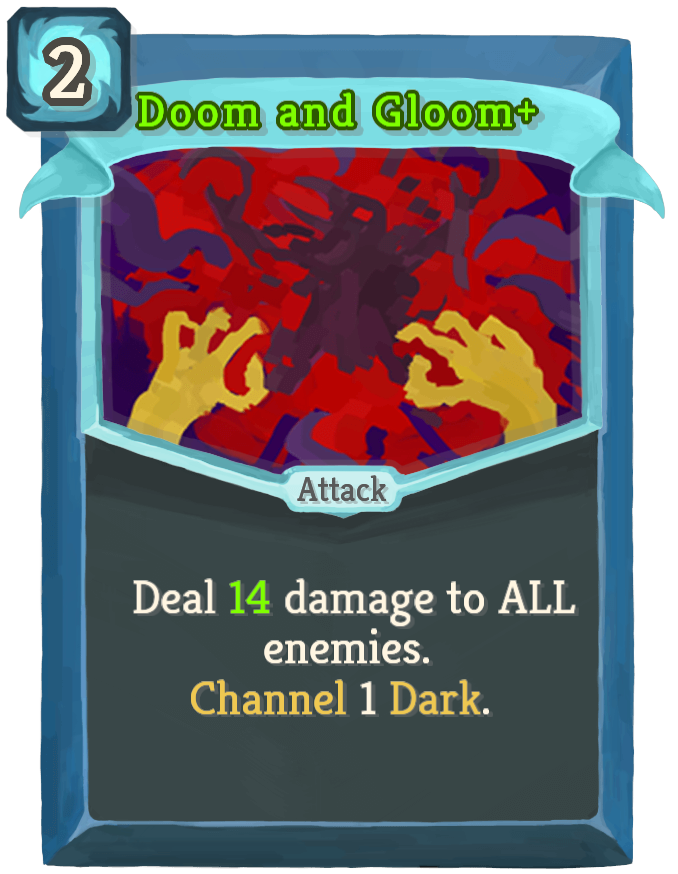 2
Doom and Gloom+
Attack
Deal 14 damage to ALL
enemies.
Channel 1 Dark.